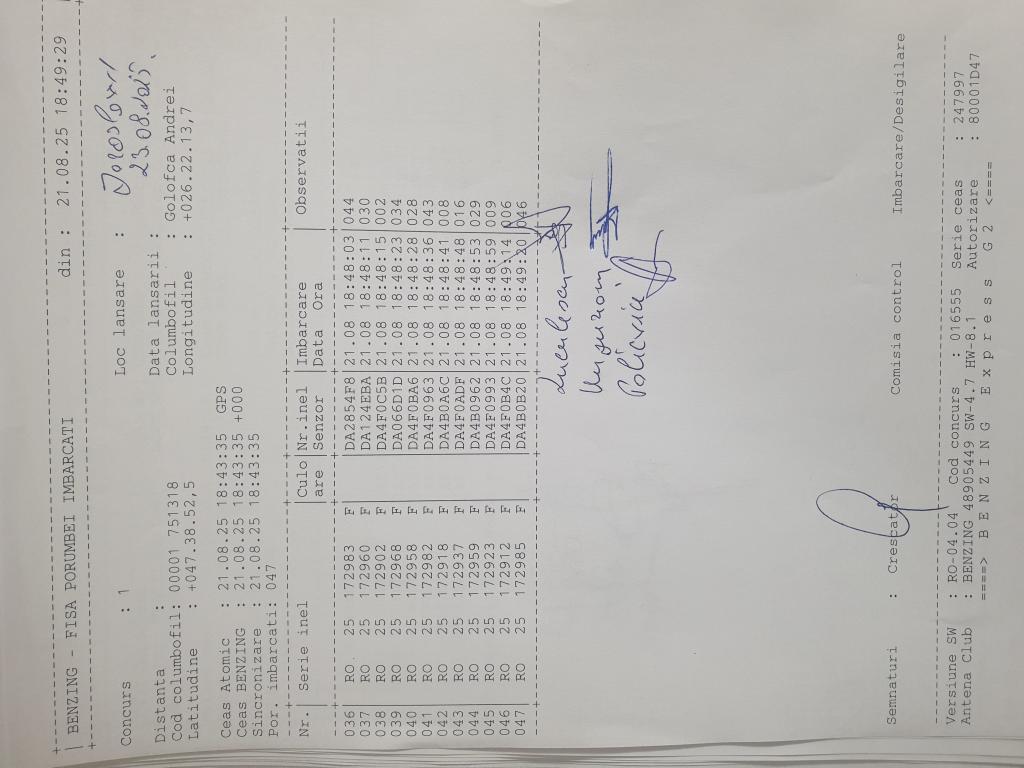 BENZING - FISA PORUMBEI IMBARCATI din : 21.08.25 18:49:29
Concurs : 1 Loc lansare :
23.08.2025.
Distanta : Data lansarii :
Cod columbofil: 00001 751318 Columbofil : Golofca Andrei
Latitudine : +047.38.52,5 Longitudine : +026.22.13,7
Ceas Atomic : 21.08.25 18:43:35 GPS
Ceas BENZING : 21.08.25 18:43:35 +000
Sincronizare : 21.08.25 18:43:35
Por. imbarcati: 047
Nr. | Serie inel | Culo | Nr.inel | Imbarcare | Observatii
are | Senzor | Data Ora |
036 | RO 25 172983 F | | DA2854F8 | 21.08 18:48:03 | 044
037 | RO 25 172960 F | | DA124EBA | 21.08 18:48:11 | 030
038 | RO 25 172902 F | | DA4F0C5B | 21.08 18:48:15 | 002
039 | RO 25 172968 F | | DA066D1D | 21.08 18:48:23 | 034
040 | RO 25 172958 F | | DA4F0BA6 | 21.08 18:48:28 | 028
041 | RO 25 172982 F | | DA4F0963 | 21.08 18:48:36 | 043
042 | RO 25 172918 F | | DA4B0A6C | 21.08 18:48:41 | 008
043 | RO 25 172937 F | | DA4F0ADF | 21.08 18:48:48 | 016
044 | RO 25 172959 F | | DA4B0962 | 21.08 18:48:53 | 029
045 | RO 25 172923 F | | DA4F0993 | 21.08 18:48:59 | 009
046 | RO 25 172912 F | | DA4F0B4C | 21.08 18:49:14 | 006
047 | RO 25 172985 F | | DA4B0B20 | 21.08 18:49:20 | 046
Semnaturi : Crescator Comisia control Imbarcare/Desigilare
Versiune SW : RO-04.04 Cod concurs : 016555 Serie ceas : 247997
Antena Club : BENZING 48905449 SW-4.7 HW-8.1 Autorizare : 80001D47
====> B E N Z I N G E x p r e s s G 2 <====